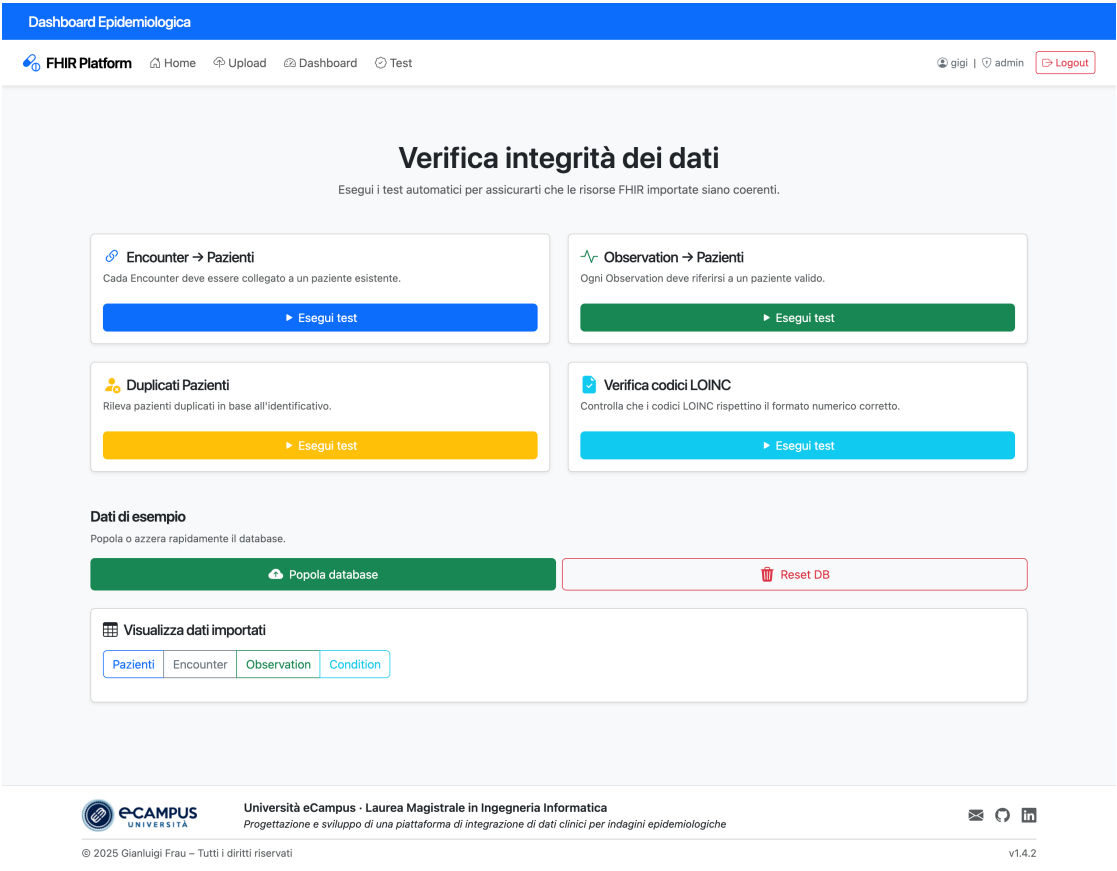 Dashboard Epidemiologica
FHIR Platform Home Upload Dashboard Test gigi | admin Logout
Verifica integrità dei dati
Esegui i test automatici per assicurarti che le risorse FHIR importate siano coerenti.
Encounter → Pazienti
Cada Encounter deve essere collegato a un paziente esistente.
Esegui test
Observation → Pazienti
Ogni Observation deve riferirsi a un paziente valido.
Esegui test
Duplicati Pazienti
Rileva pazienti duplicati in base all'identificativo.
Esegui test
Verifica codici LOINC
Controlla che i codici LOINC rispettino il formato numerico corretto.
Esegui test
Dati di esempio
Popola o azzera rapidamente il database.
Popola database Reset DB
Visualizza dati importati
Pazienti Encounter Observation Condition
e-CAMPUS
UNIVERSITÀ
Università eCampus · Laurea Magistrale in Ingegneria Informatica
Progettazione e sviluppo di una piattaforma di integrazione di dati clinici per indagini epidemiologiche
© 2025 Gianluigi Frau – Tutti i diritti riservati v1.4.2